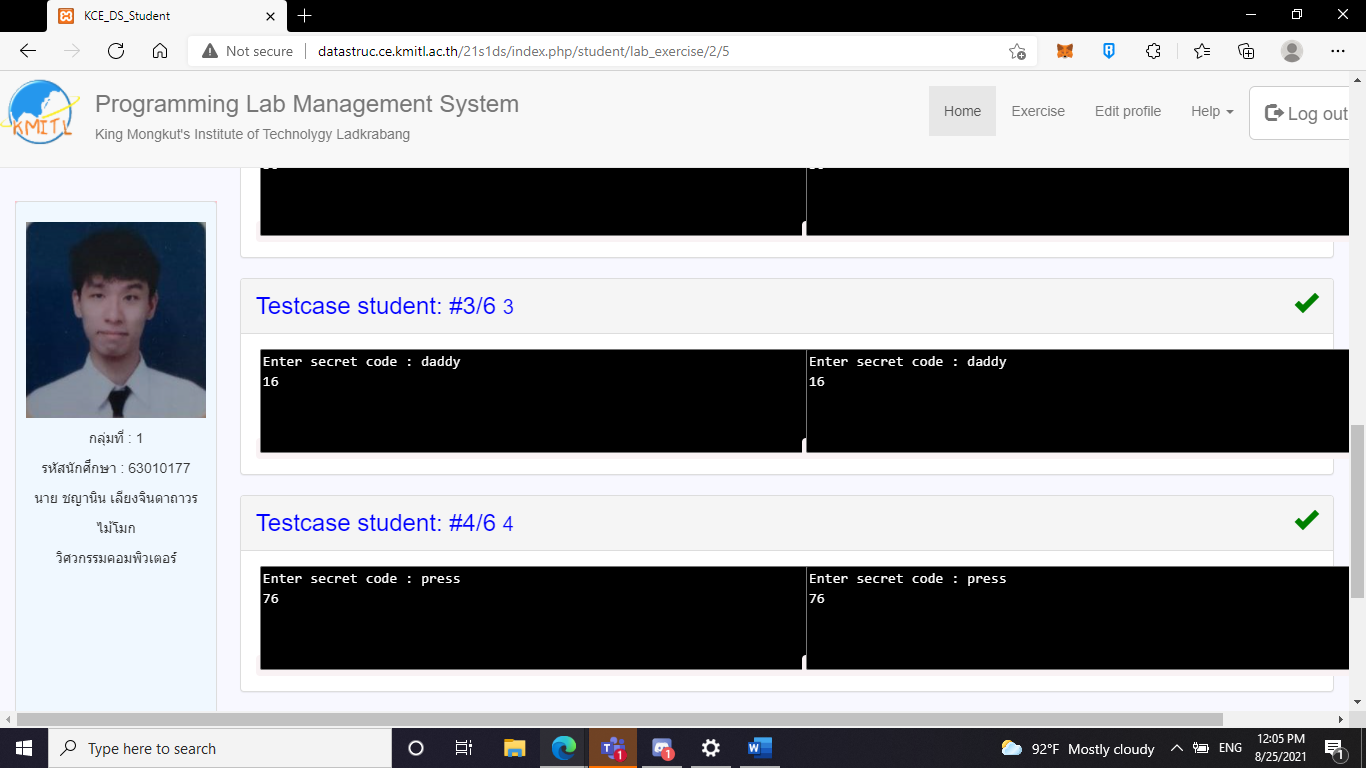 KCE_DS_Student
Not secure
datastruc.ce.kmitl.ac.th/21s1ds/index.php/student/lab_exercise/2/5
KMITL
Programming Lab Management System
King Mongkut's Institute of Technolygy Ladkrabang
Home
Exercise
Edit profile
Help
Log out
กลุ่มที่ : 1
รหัสนักศึกษา : 63010177
นาย ชญานิน เลียงจินดาถาวร
ไม้โมก
วิศวกรรมคอมพิวเตอร์
Testcase student: #3/6 3
Enter secret code : daddy
16
Enter secret code : daddy
16
Testcase student: #4/6 4
Enter secret code : press
76
Enter secret code : press
76
Type here to search
1
1
92°F Mostly cloudy
ENG
12:05 PM
8/25/2021
1